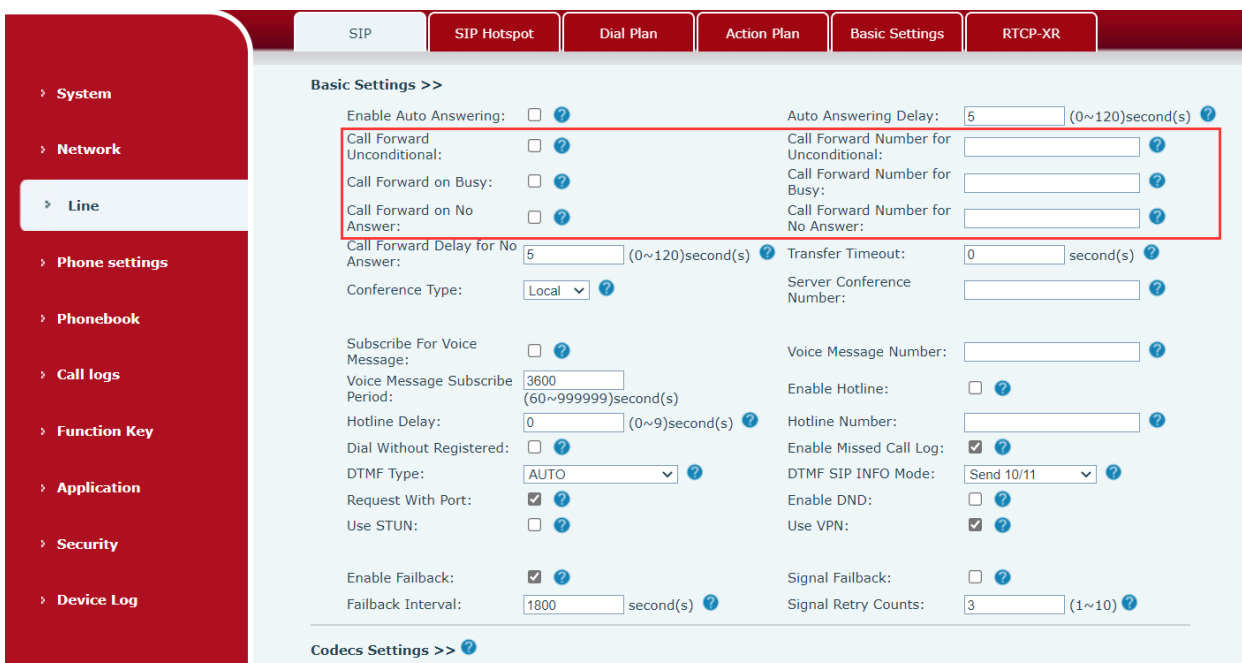 SIP
SIP Hotspot
Dial Plan
Action Plan
Basic Settings
RTCP-XR
System
Network
Line
Phone settings
Phonebook
Call logs
Function Key
Application
Security
Device Log
Basic Settings >>
Enable Auto Answering: ?
Auto Answering Delay: 5 (0~120)second(s) ?
Call Forward
Unconditional: ?
Call Forward Number for
Unconditional: ?
Call Forward on Busy: ?
Call Forward Number for
Busy: ?
Call Forward on No
Answer: ?
Call Forward Number for
No Answer: ?
Call Forward Delay for No
Answer: 5 (0~120)second(s) ?
Transfer Timeout: 0 second(s) ?
Conference Type: Local ?
Server Conference
Number: ?
Subscribe For Voice
Message: ?
Voice Message Number: ?
Voice Message Subscribe
Period: 3600
(60~999999)second(s)
Enable Hotline: ?
Hotline Delay: 0 (0~9)second(s) ?
Hotline Number: ?
Dial Without Registered: ?
Enable Missed Call Log: ?
DTMF Type: AUTO ?
DTMF SIP INFO Mode: Send 10/11 ?
Request With Port: ?
Enable DND: ?
Use STUN: ?
Use VPN: ?
Enable Failback: ?
Signal Failback: ?
Failback Interval: 1800 second(s) ?
Signal Retry Counts: 3 (1~10) ?
Codecs Settings >> ?